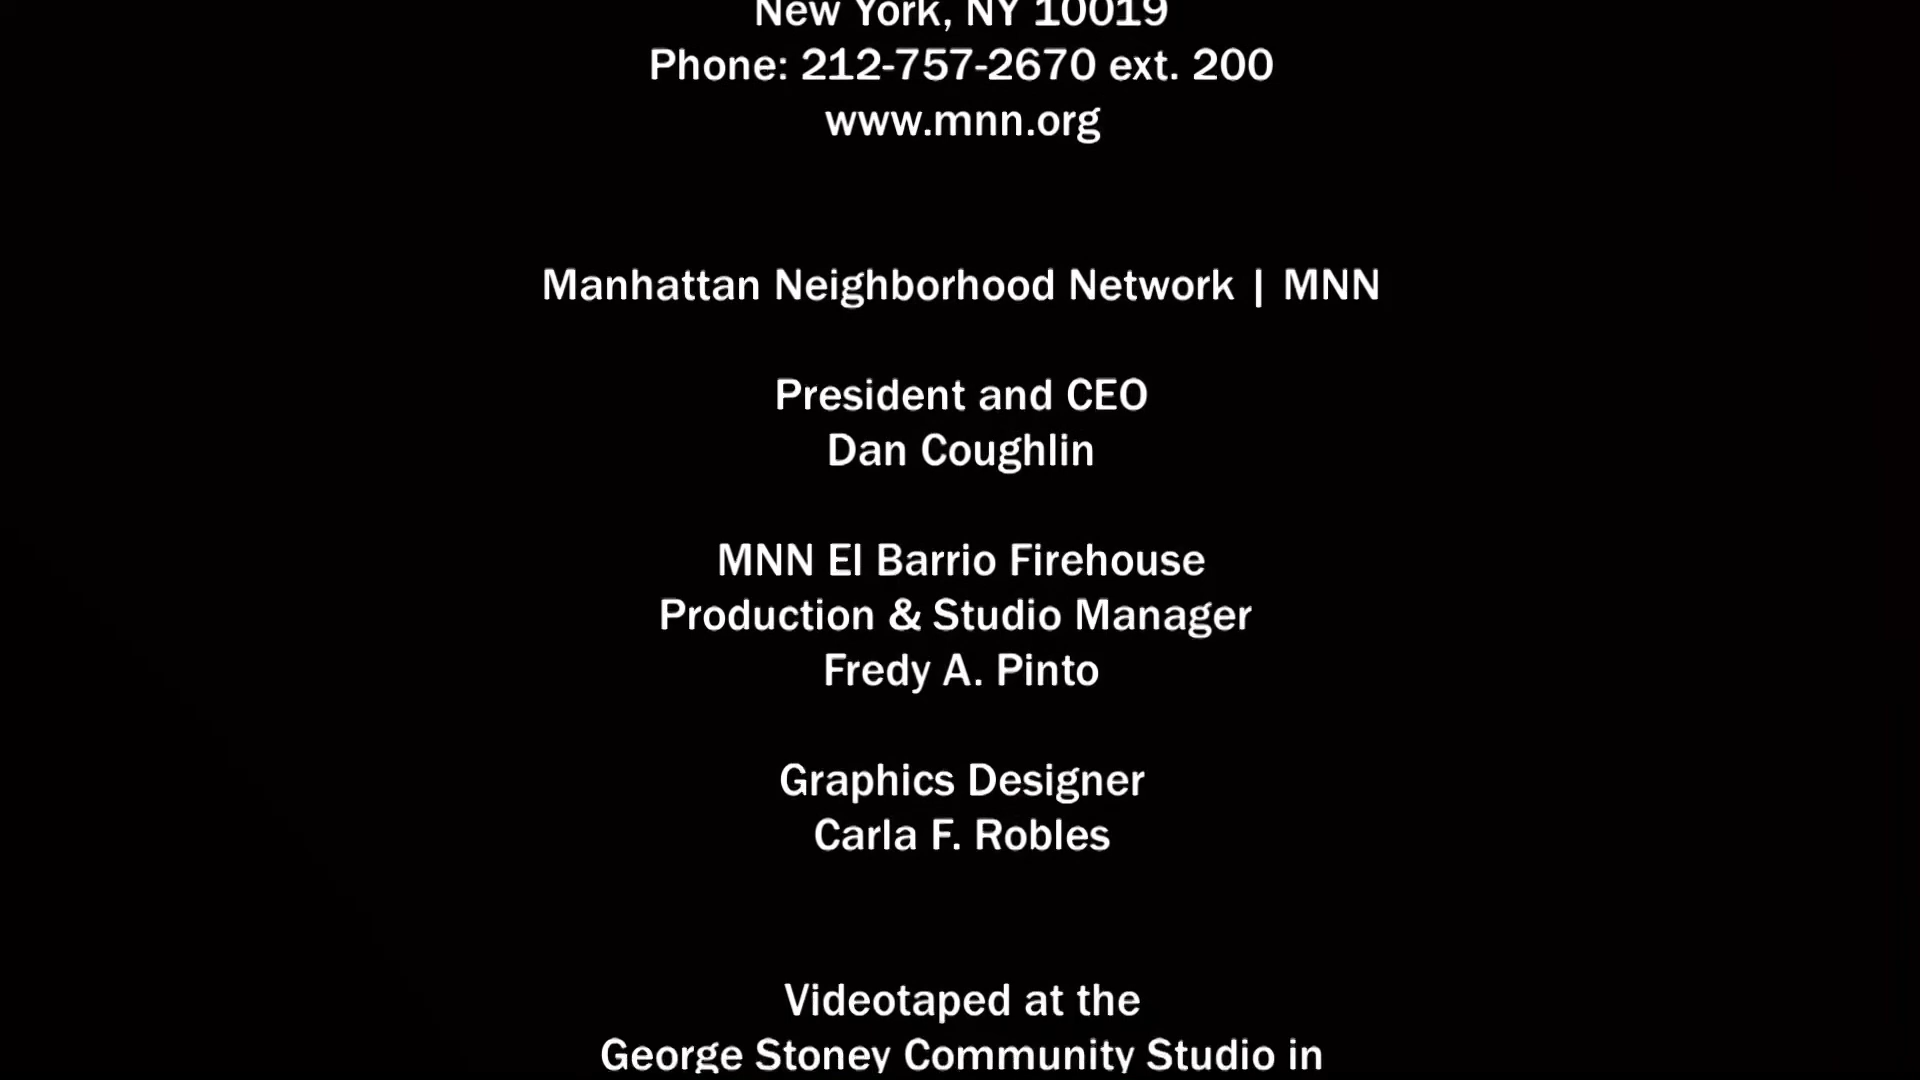 New York, NY 10019
Phone: 212-757-2670 ext. 200
www.mnn.org
Manhattan Neighborhood Network | MNN
President and CEO
Dan Coughlin
MNN El Barrio Firehouse
Production & Studio Manager
Fredy A. Pinto
Graphics Designer
Carla F. Robles
Videotaped at the
George Stoney Community Studio in